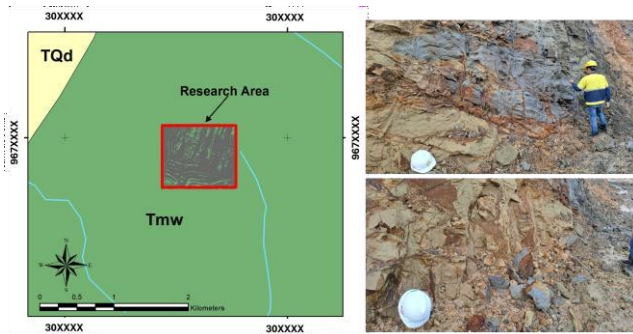 30XXXX
30XXXX
TQd
Research Area
967XXXX
967XXXX
Tmw
N
W
E
S
0
0,5
1
2
Kilometers
30XXXX
30XXXX